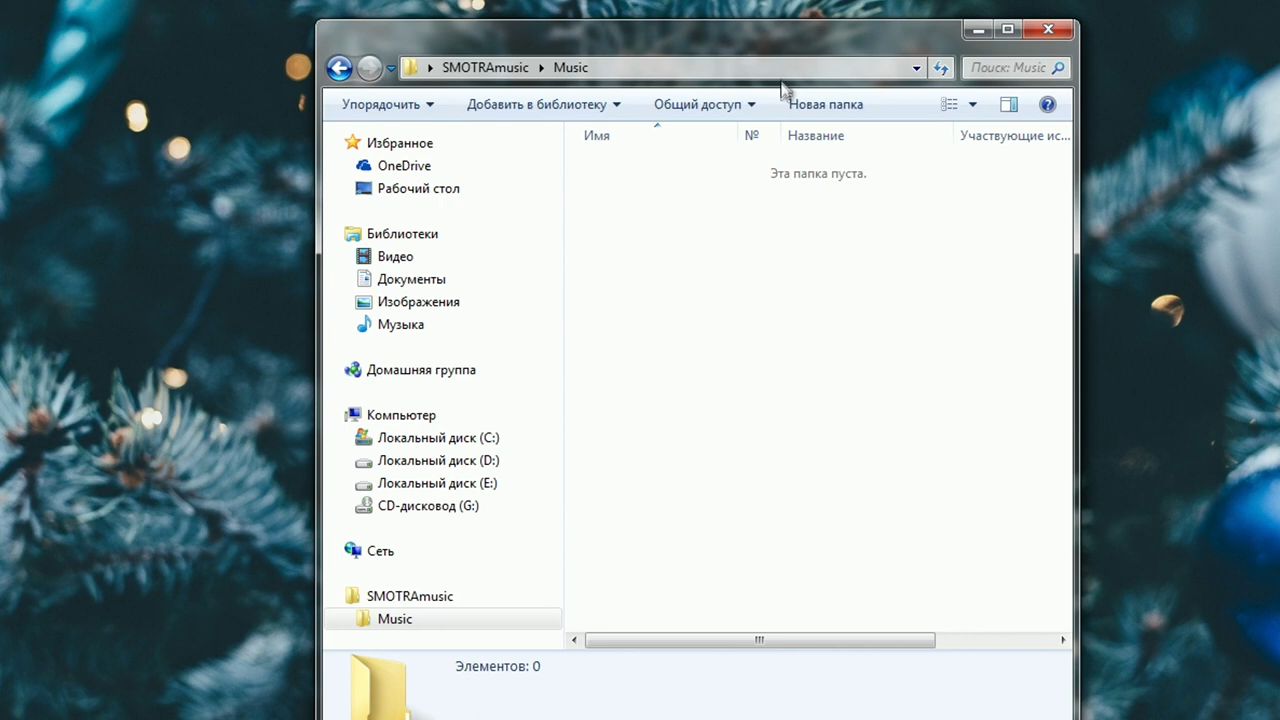 SMOTRAmusic Music
Поиск: Music
Упорядочить Добавить в библиотеку Общий доступ Новая папка
Имя № Название Участвующие ис...
Эта папка пуста.
Избранное
OneDrive
Рабочий стол
Библиотеки
Видео
Документы
Изображения
Музыка
Домашняя группа
Компьютер
Локальный диск (C:)
Локальный диск (D:)
Локальный диск (E:)
CD-дисковод (G:)
Сеть
SMOTRAmusic
Music
Элементов: 0